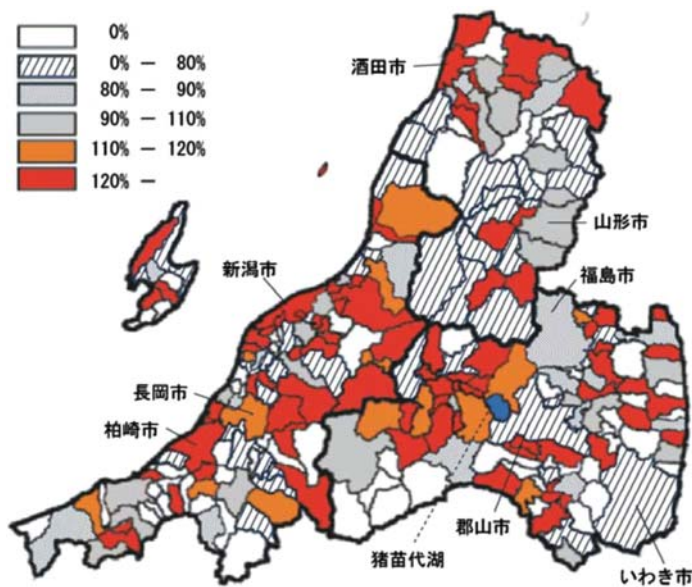 0%
0% － 80%
80% － 90%
90% － 110%
110% － 120%
120% －
酒田市
山形市
新潟市
福島市
長岡市
柏崎市
郡山市
猪苗代湖
いわき市